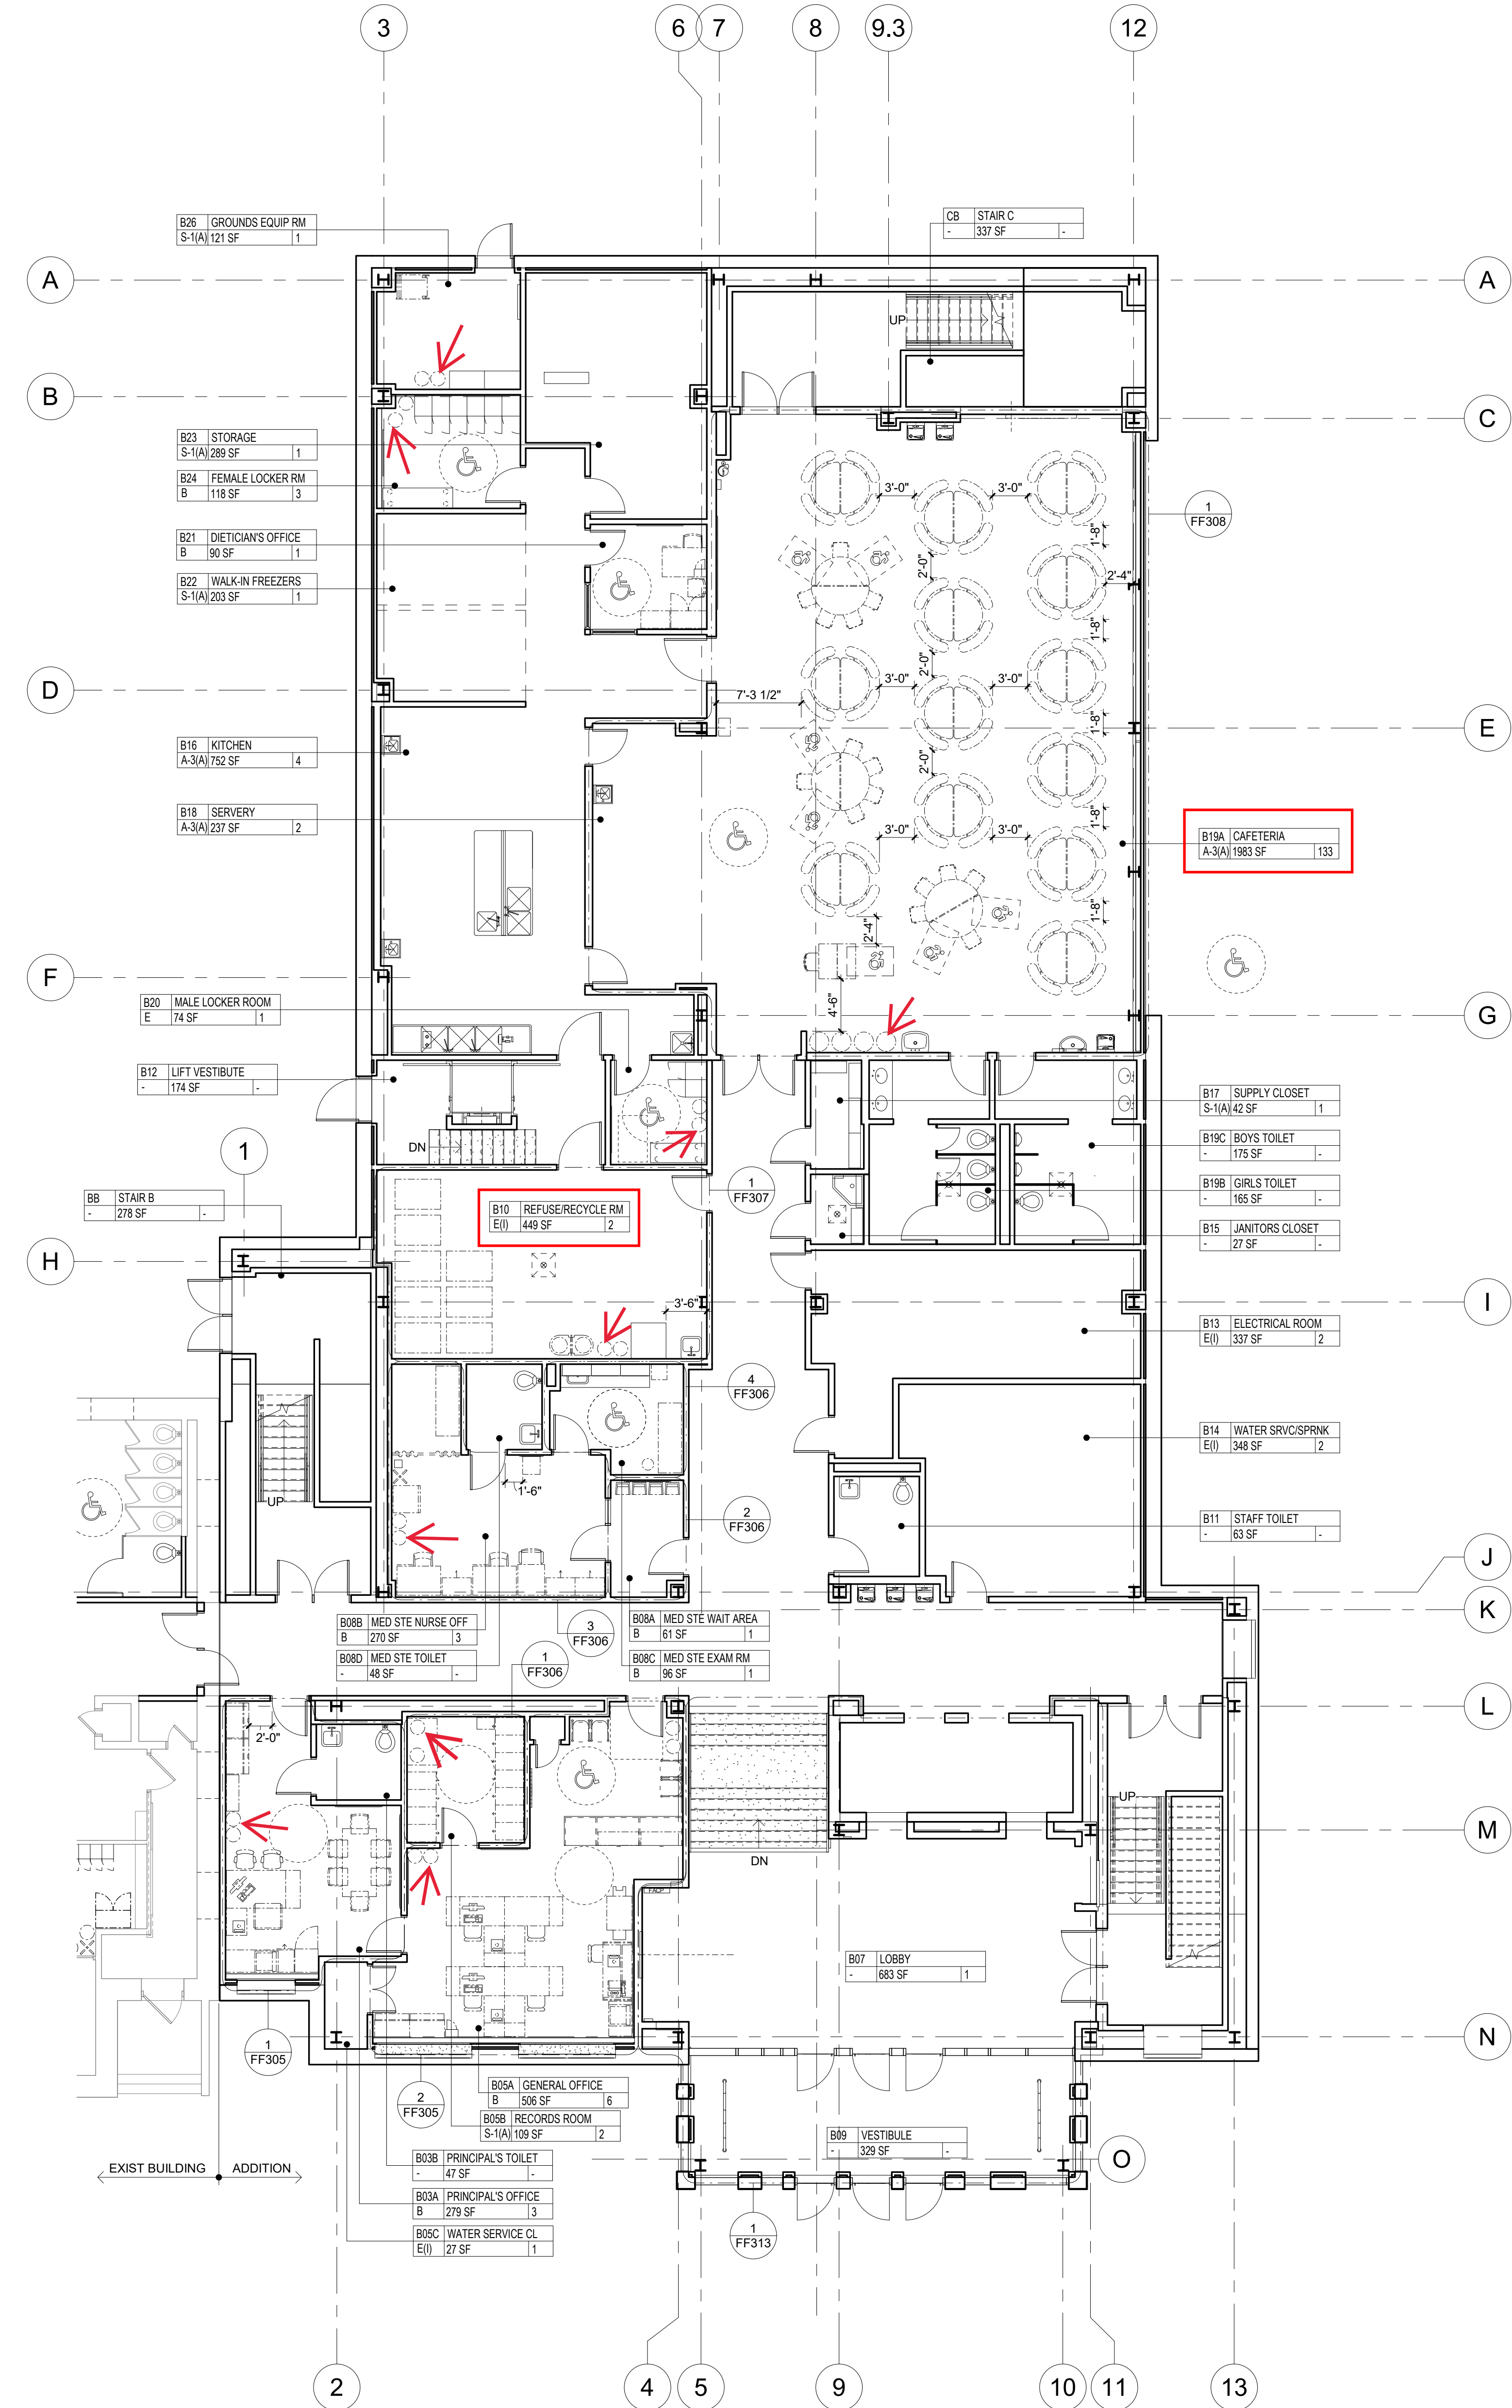 3
6
7
8
9.3
12
B26 GROUNDS EQUIP RM
S-1(A) 121 SF 1
CB STAIR C
- 337 SF -
A
A
UP
B
C
B23 STORAGE
S-1(A) 289 SF 1
B24 FEMALE LOCKER RM
B 118 SF 3
3'-0"
3'-0"
1
FF308
1'-8"
B21 DIETICIAN'S OFFICE
B 90 SF 1
2'-0"
2'-4"
B22 WALK-IN FREEZERS
S-1(A) 203 SF 1
1'-8"
2'-0"
D
3'-0"
3'-0"
7'-3 1/2"
1'-8"
E
B16 KITCHEN
A-3(A) 752 SF 4
2'-0"
B18 SERVERY
A-3(A) 237 SF 2
1'-8"
3'-0"
3'-0"
B19A CAFETERIA
A-3(A) 1983 SF 133
1'-8"
2'-4"
F
B20 MALE LOCKER ROOM
E 74 SF 1
4'-6"
G
B12 LIFT VESTIBUTE
- 174 SF -
B17 SUPPLY CLOSET
S-1(A) 42 SF 1
DN
B19C BOYS TOILET
- 175 SF -
1
1
FF307
B19B GIRLS TOILET
- 165 SF -
BB STAIR B
- 278 SF -
B10 REFUSE/RECYCLE RM
E(I) 449 SF 2
B15 JANITORS CLOSET
- 27 SF -
H
3'-6"
I
B13 ELECTRICAL ROOM
E(I) 337 SF 2
4
FF306
B14 WATER SRVC/SPRNK
E(I) 348 SF 2
1'-6"
UP
2
FF306
B11 STAFF TOILET
- 63 SF -
J
K
B08B MED STE NURSE OFF
B 270 SF 3
3
FF306
B08A MED STE WAIT AREA
B 61 SF 1
B08D MED STE TOILET
- 48 SF -
1
FF306
B08C MED STE EXAM RM
B 96 SF 1
L
2'-0"
UP
M
DN
FACP
B07 LOBBY
- 683 SF 1
N
1
FF305
2
FF305
B05A GENERAL OFFICE
B 506 SF 6
B05B RECORDS ROOM
S-1(A) 109 SF 2
B09 VESTIBULE
- 329 SF -
B03B PRINCIPAL'S TOILET
- 47 SF -
O
EXIST BUILDING ADDITION
B03A PRINCIPAL'S OFFICE
B 279 SF 3
B05C WATER SERVICE CL
E(I) 27 SF 1
1
FF313
2
4
5
9
10
11
13